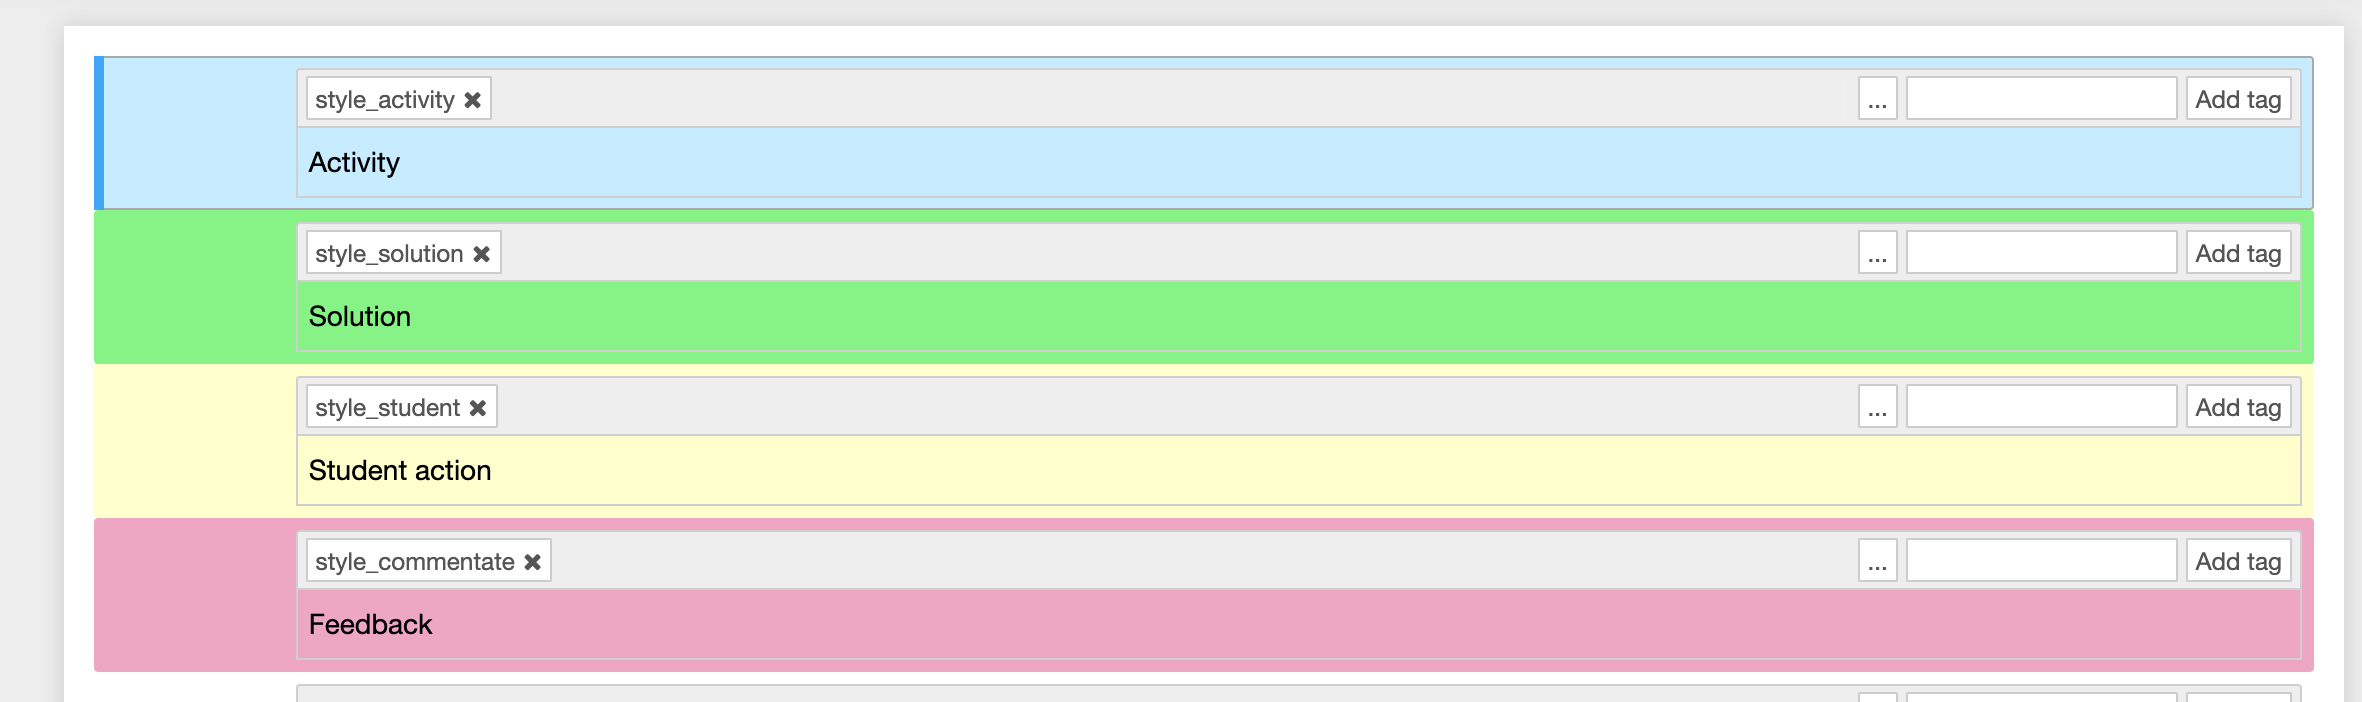 style_activity ✖ ... Add tag
Activity
style_solution ✖ ... Add tag
Solution
style_student ✖ ... Add tag
Student action
style_commentate ✖ ... Add tag
Feedback